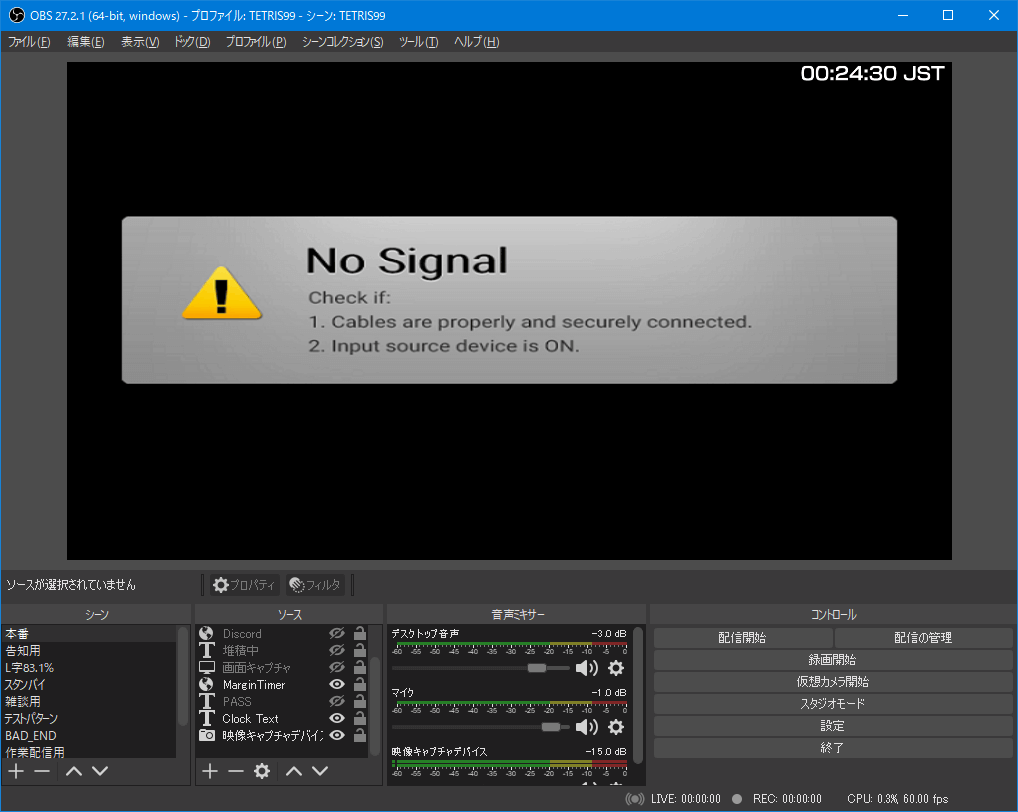 OBS 27.2.1 (64-bit, windows) - プロファイル: TETRIS99 - シーン: TETRIS99
ファイル(F) 編集(E) 表示(V) ドック(D) プロファイル(P) シーンコレクション(S) ツール(T) ヘルプ(H)
00:24:30 JST
No Signal
Check if:
1. Cables are properly and securely connected.
2. Input source device is ON.
ソースが選択されていません プロパティ フィルタ
シーン
本番
告知用
L字83.1%
スタンバイ
雑談用
テストパターン
BAD_END
作業配信用
ソース
Discord
堆積中
画面キャプチャ
MarginTimer
PASS
Clock Text
映像キャプチャデバイス
音声ミキサー
デスクトップ音声 -3.0 dB
-60 -55 -50 -45 -40 -35 -30 -25 -20 -15 -10 -5 0
マイク -1.0 dB
-60 -55 -50 -45 -40 -35 -30 -25 -20 -15 -10 -5 0
映像キャプチャデバイス -15.0 dB
-60 -55 -50 -45 -40 -35 -30 -25 -20 -15 -10 -5 0
コントロール
配信開始 配信の管理
録画開始
仮想カメラ開始
スタジオモード
設定
終了
LIVE: 00:00:00 REC: 00:00:00 CPU: 0.3%, 60.00 fps